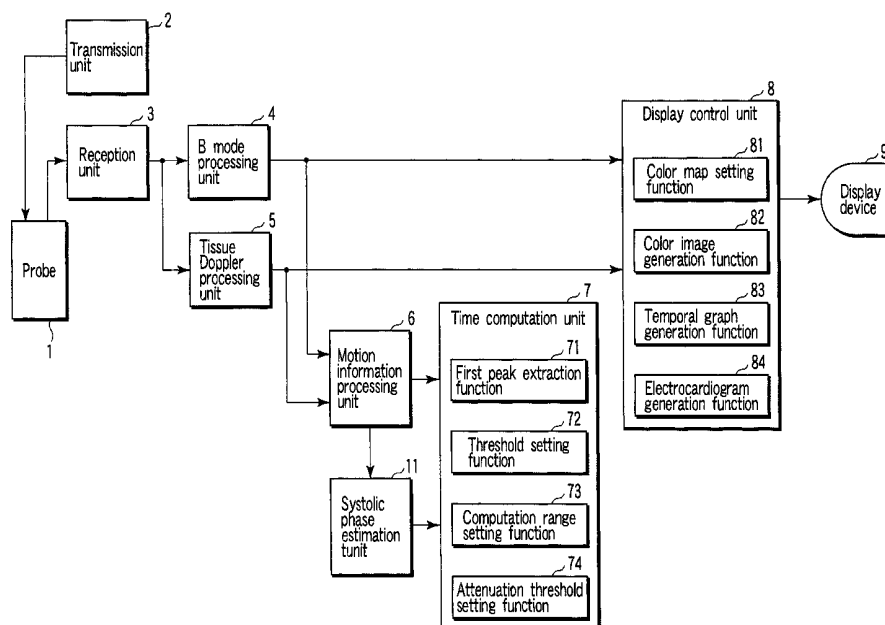 2
Transmission
unit
3
Reception
unit
4
B mode
processing
unit
5
Tissue
Doppler
processing
unit
Probe
1
6
Motion
information
processing
unit
11
Systolic
phase
estimation
tunit
7
Time computation unit
71
First peak extraction
function
72
Threshold setting
function
73
Computation range
setting function
74
Attenuation threshold
setting function
8
Display control unit
81
Color map setting
function
82
Color image
generation function
83
Temporal graph
generation function
84
Electrocardiogram
generation function
9
Display
device